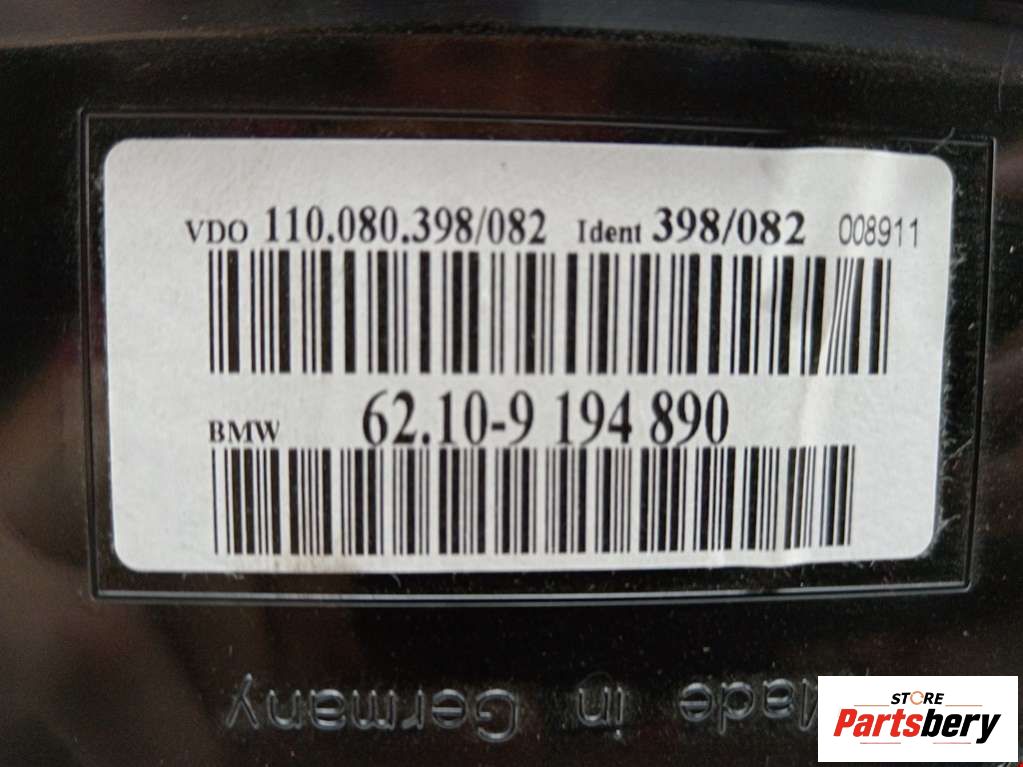 VDO 110.080.398/082 Ident 398/082 008911
BMW 62.10-9 194 890
Made in Germany
STORE
Partsbery